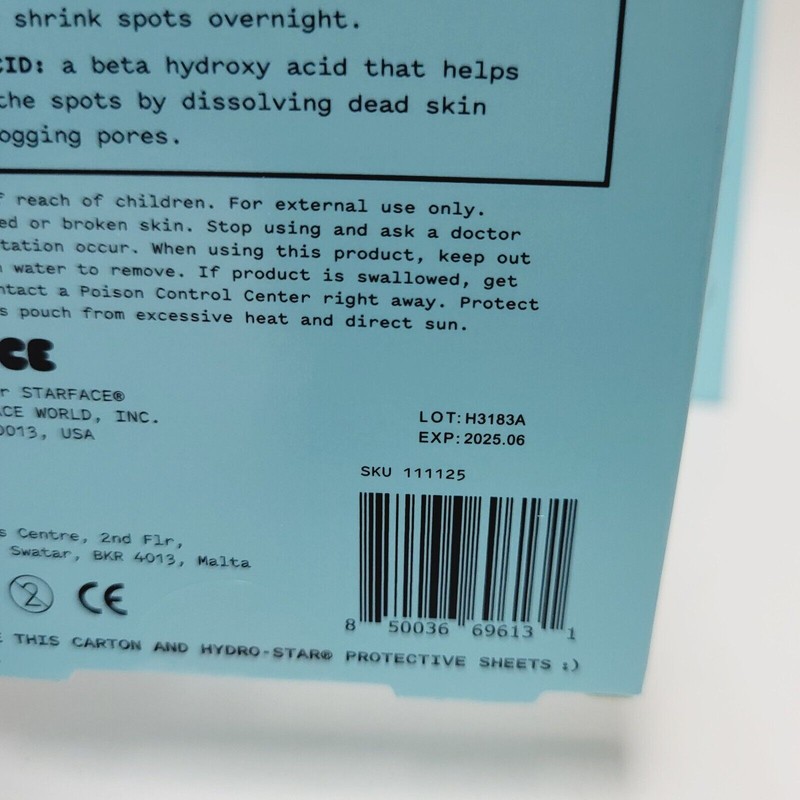 shrink spots overnight.
CID: a beta hydroxy acid that helps
the spots by dissolving dead skin
ogging pores.
f reach of children. For external use only.
ed or broken skin. Stop using and ask a doctor
tation occur. When using this product, keep out
water to remove. If product is swallowed, get
ntact a Poison Control Center right away. Protect
s pouch from excessive heat and direct sun.
CE
r STARFACE®
ACE WORLD, INC.
0013, USA
LOT:H3183A
EXP:2025.06
SKU 111125
s Centre, 2nd Flr,
Swatar, BKR 4013, Malta
2 CE
8 50036 69613 1
E THIS CARTON AND HYDRO-STAR® PROTECTIVE SHEETS :)